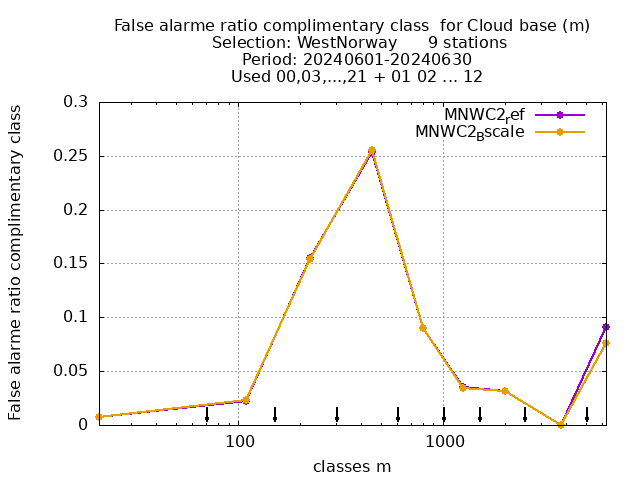 False alarme ratio complimentary class  for Cloud base (m)
Selection: WestNorway      9 stations
Period: 20240601-20240630
Used 00,03,...,21 + 01 02 ... 12
MNWC2_ref
MNWC2_Bscale
False alarme ratio complimentary class
0.3
0.25
0.2
0.15
0.1
0.05
0
100
1000
classes m